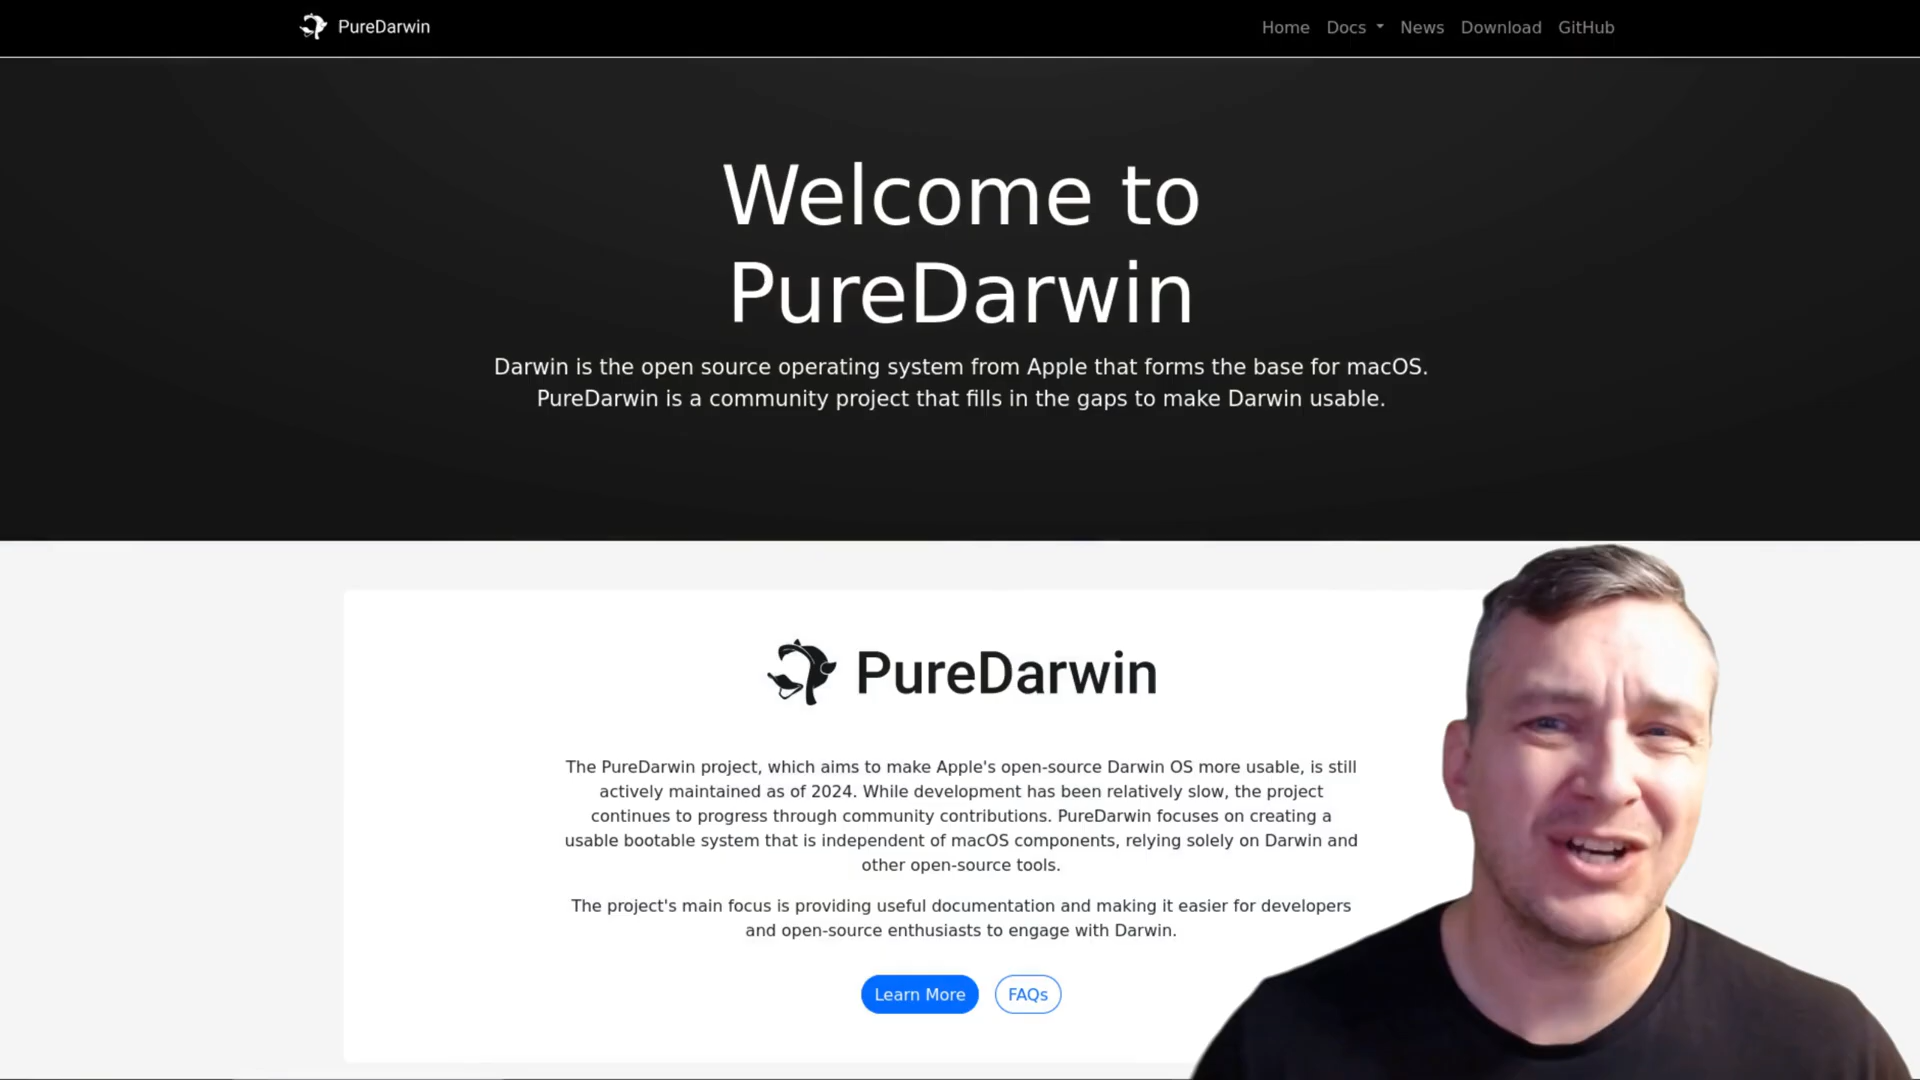 PureDarwin
Home Docs News Download GitHub
Welcome to
PureDarwin
Darwin is the open source operating system from Apple that forms the base for macOS.
PureDarwin is a community project that fills in the gaps to make Darwin usable.
PureDarwin
The PureDarwin project, which aims to make Apple's open-source Darwin OS more usable, is still
actively maintained as of 2024. While development has been relatively slow, the project
continues to progress through community contributions. PureDarwin focuses on creating a
usable bootable system that is independent of macOS components, relying solely on Darwin and
other open-source tools.
The project's main focus is providing useful documentation and making it easier for developers
and open-source enthusiasts to engage with Darwin.
Learn More FAQs